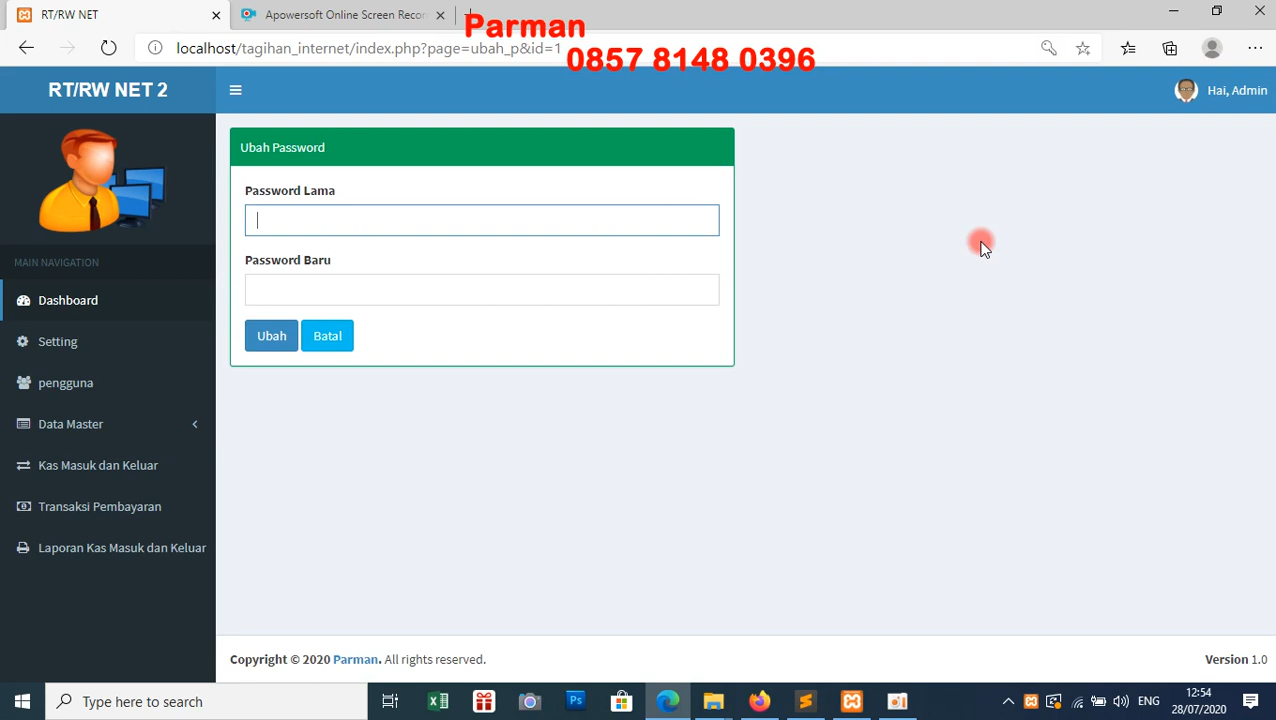 RT/RW NET
Apowersoft Online Screen Recor
Parman
localhost/tagihan_internet/index.php?page=ubah_p&id=1
0857 8148 0396
RT/RW NET 2
Hai, Admin
Ubah Password
Password Lama
Password Baru
Ubah
Batal
MAIN NAVIGATION
Dashboard
Setting
pengguna
Data Master
Kas Masuk dan Keluar
Transaksi Pembayaran
Laporan Kas Masuk dan Keluar
Copyright © 2020 Parman. All rights reserved.
Version 1.0
Type here to search
Ps
ENG
12:54
28/07/2020